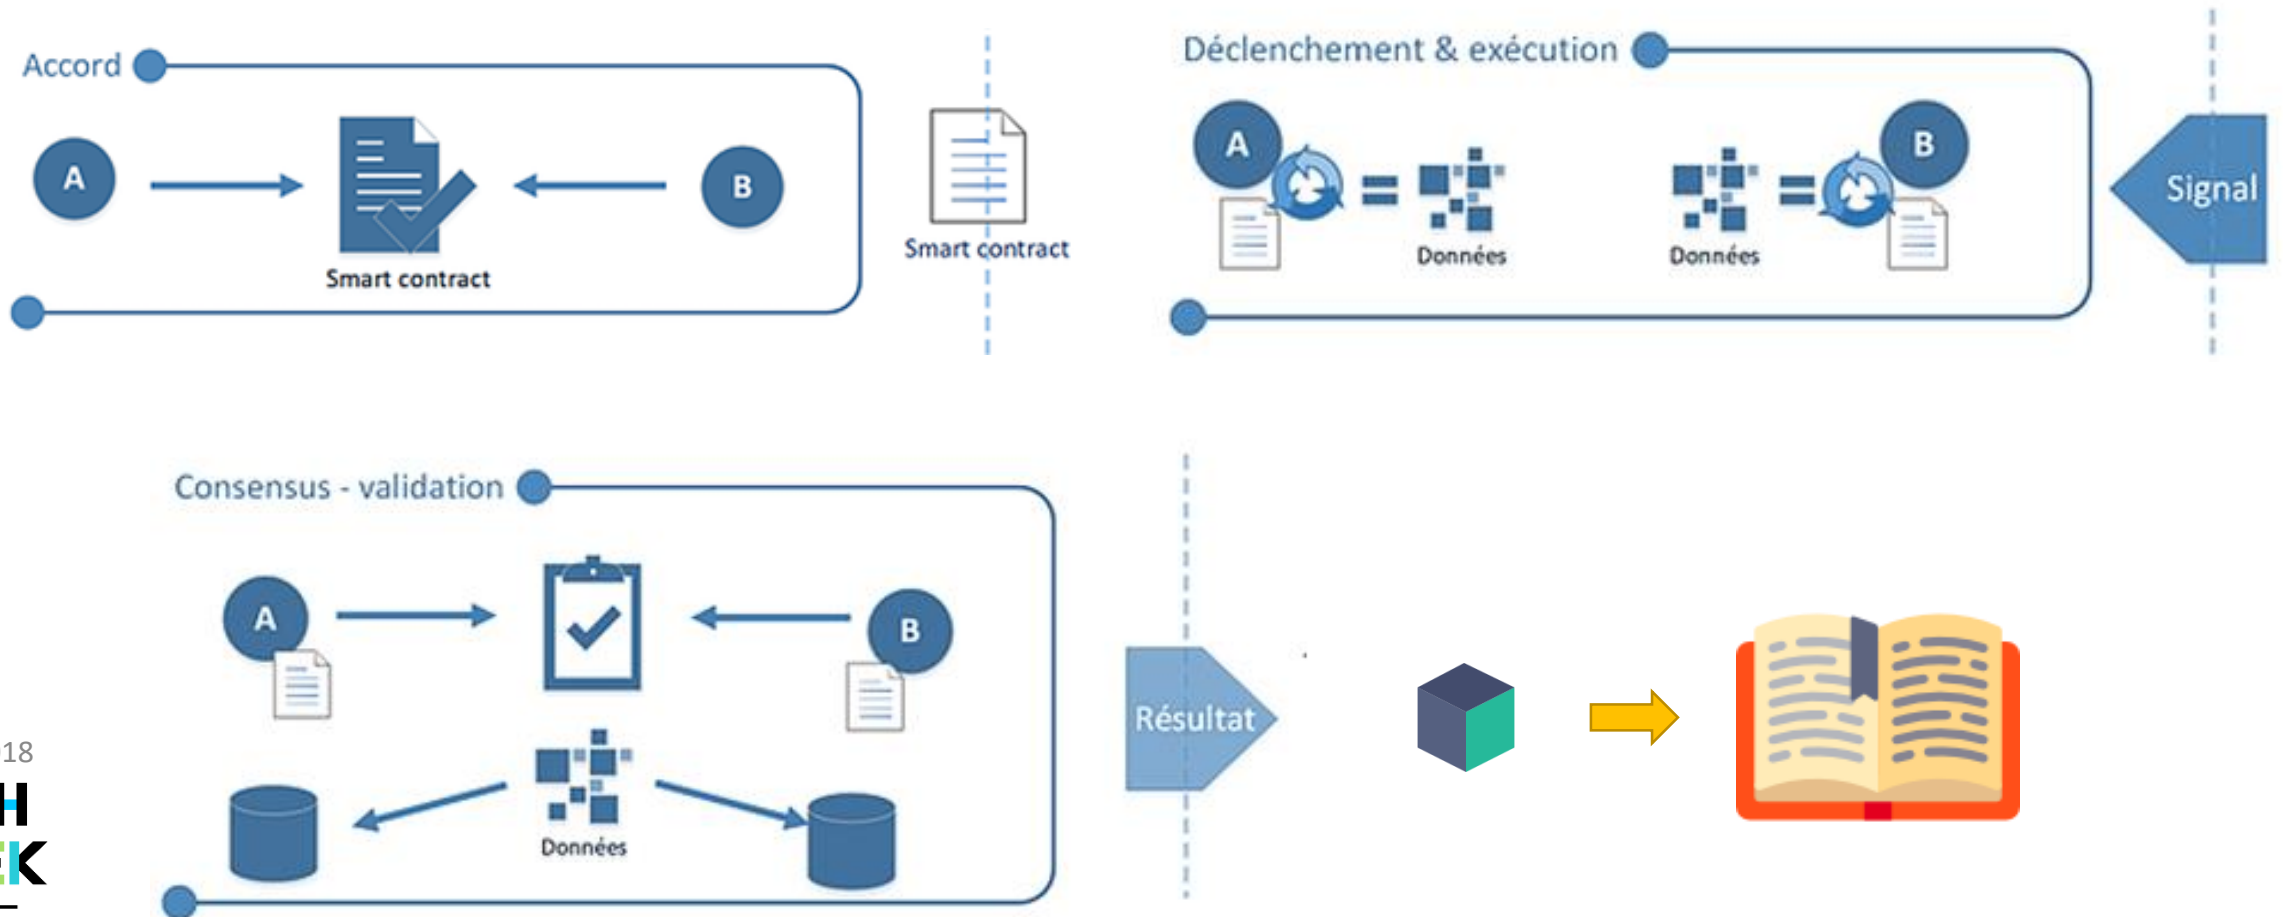 Accord
A
B
Smart contract
Smart contract
Déclenchement & exécution
A
B
Données
Données
Signal
Consensus - validation
A
B
Données
Résultat
18
H
EK